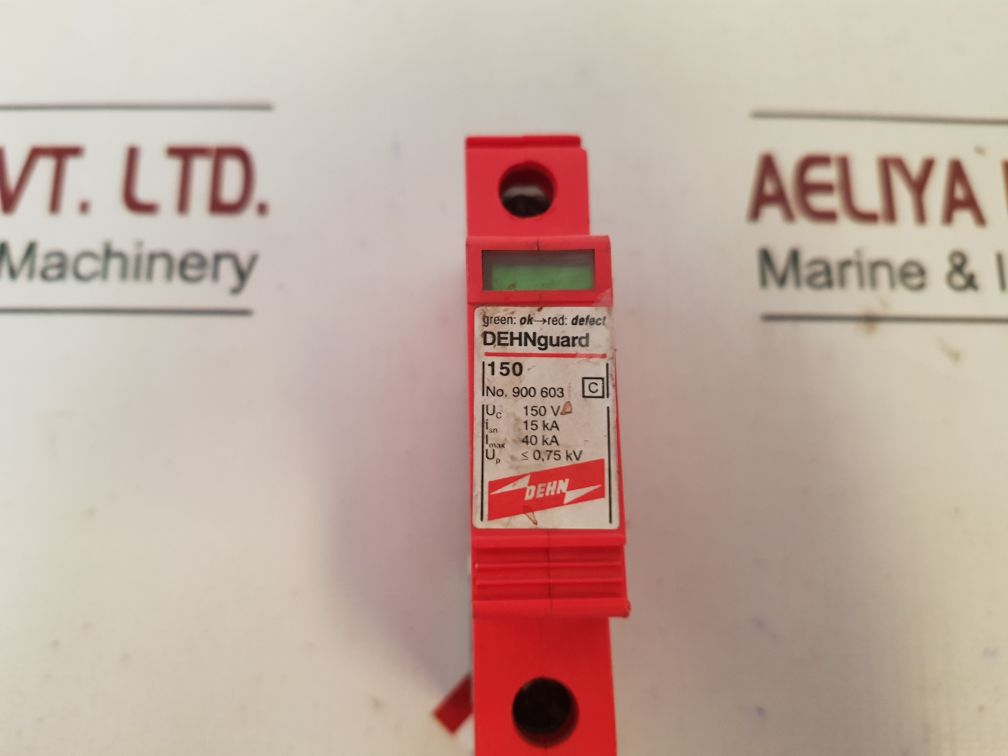 VT. LTD.
Machinery
AELIYA
Marine & I
green: ok→red: defect
DEHNguard
150
No. 900 603
C
Uc 150 V~
isn 15 kA
Imax 40 kA
Up ≤ 0,75 kV
DEHN